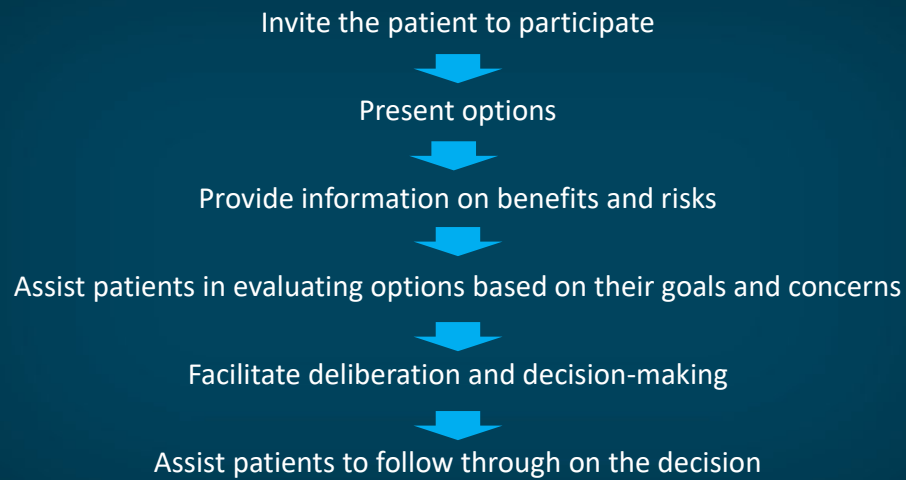 Invite the patient to participate
Present options
Provide information on benefits and risks
Assist patients in evaluating options based on their goals and concerns
Facilitate deliberation and decision-making
Assist patients to follow through on the decision